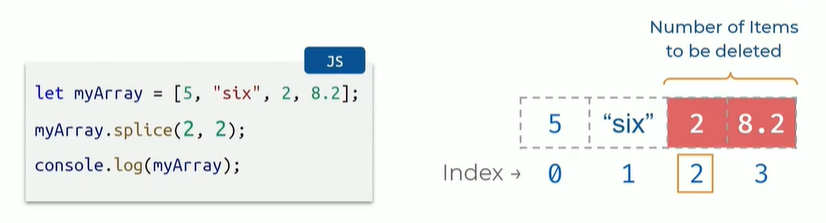 JS
let myArray = [5, "six", 2, 8.2];
myArray.splice(2, 2);
console.log(myArray);
Number of Items
to be deleted
5 “six” 2 8.2
Index → 0 1 2 3